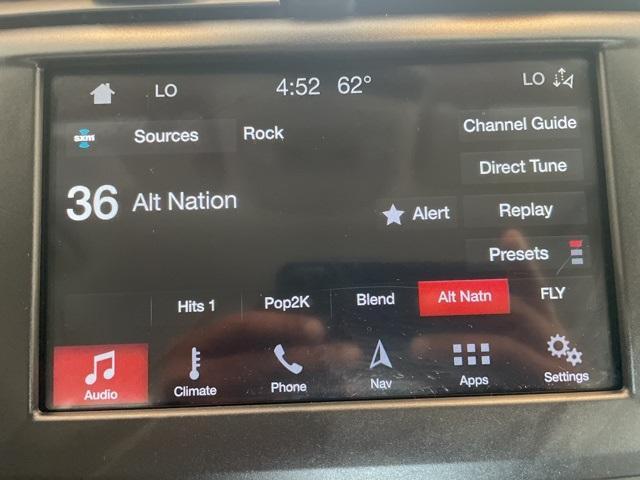 LO 4:52 62° LO
sxm Sources Rock Channel Guide
Direct Tune
36 Alt Nation
Alert Replay
Presets
Hits 1 Pop2K Blend Alt Natn FLY
Audio Climate Phone Nav Apps Settings